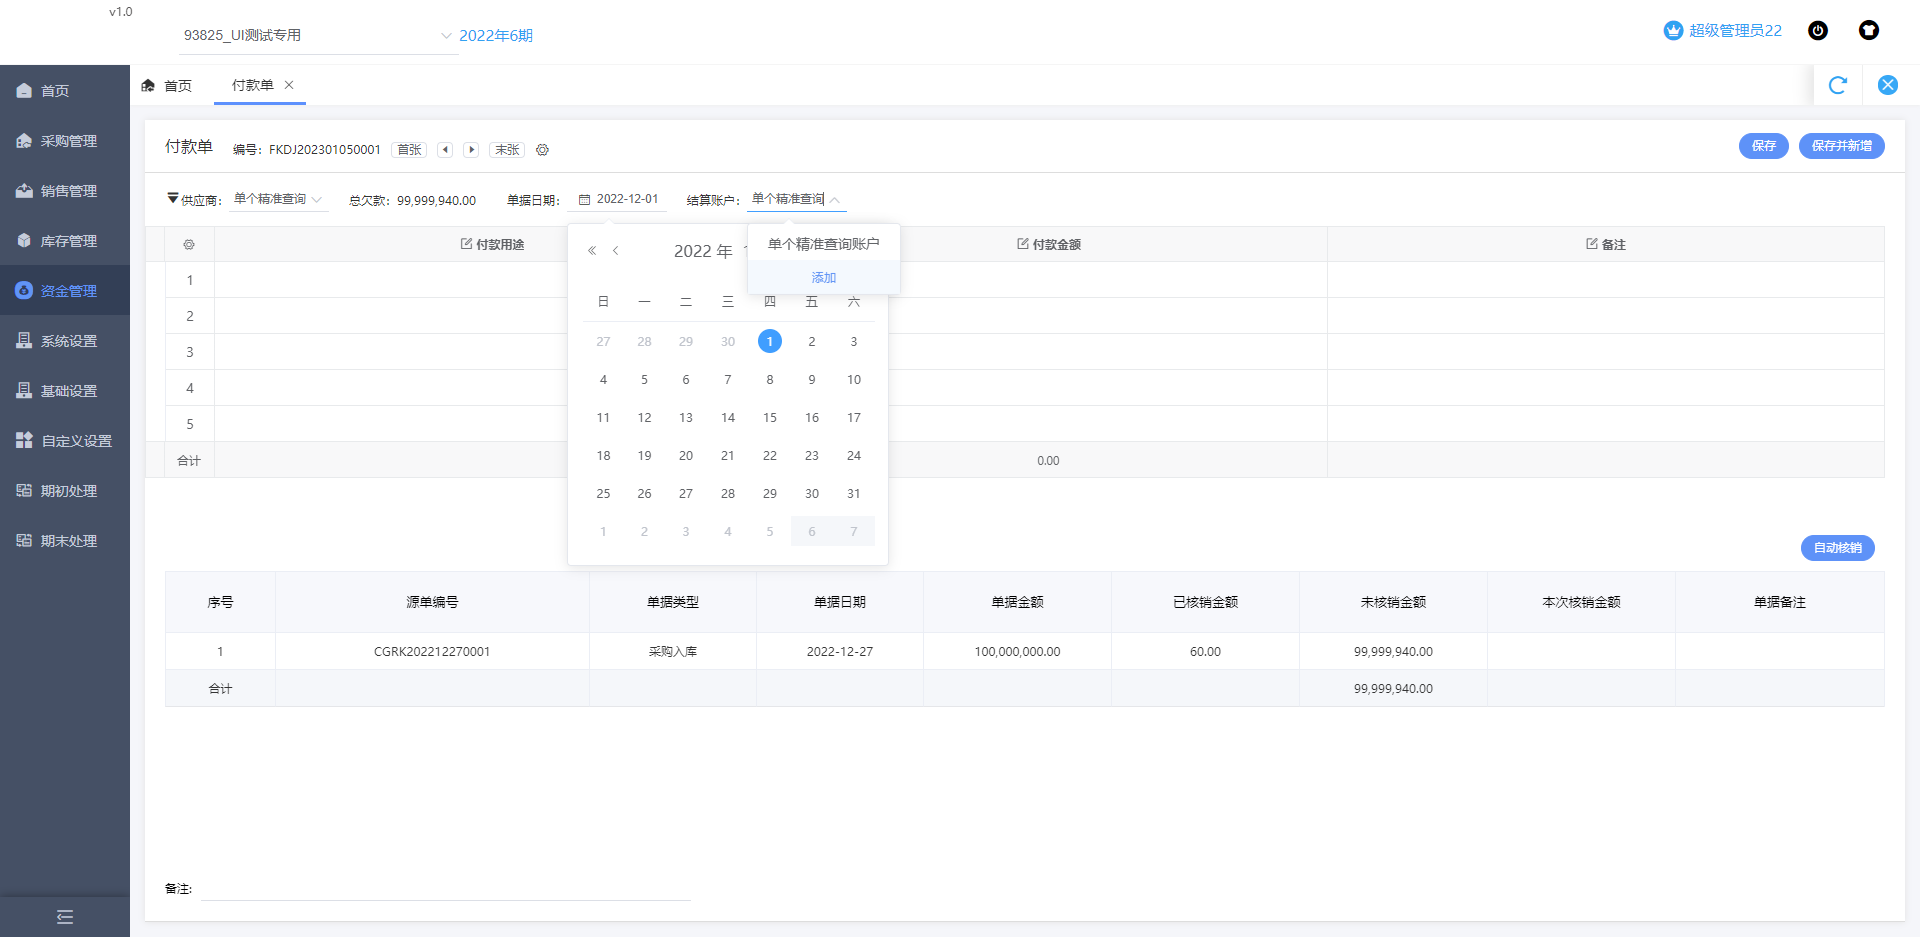 v1.0
93825_UI测试专用 2022年6期 超级管理员22
首页
采购管理
销售管理
库存管理
资金管理
系统设置
基础设置
自定义设置
期初处理
期末处理
首页 付款单
付款单 编号: FKDJ202301050001 首张 末张 保存 保存并新增
供应商: 单个精准查询 总欠款: 99,999,940.00 单据日期: 2022-12-01 结算账户: 单个精准查询
付款用途 付款金额 备注
1
2
3
4
5
合计 0.00
2022 年
日 一 二 三 四 五 六
27 28 29 30 1 2 3
4 5 6 7 8 9 10
11 12 13 14 15 16 17
18 19 20 21 22 23 24
25 26 27 28 29 30 31
1 2 3 4 5 6 7
单个精准查询账户
添加
自动核销
序号 源单编号 单据类型 单据日期 单据金额 已核销金额 未核销金额 本次核销金额 单据备注
1 CGRK202212270001 采购入库 2022-12-27 100,000,000.00 60.00 99,999,940.00
合计 99,999,940.00
备注: